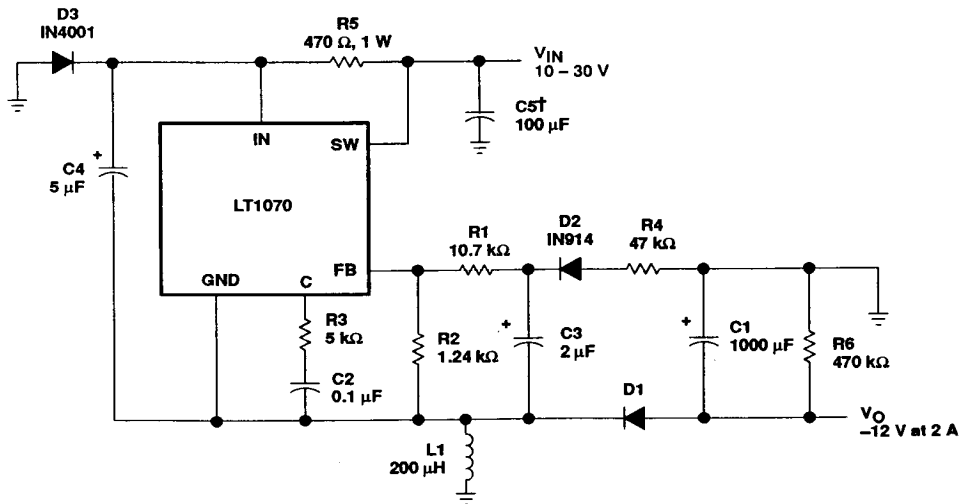 D3
IN4001
R5
470 Ω, 1 W
VIN
10 – 30 V
C5†
100 µF
IN
SW
C4
5 µF
+
LT1070
FB
GND
C
R1
10.7 kΩ
D2
IN914
R4
47 kΩ
R3
5 kΩ
R2
1.24 kΩ
+
C3
2 µF
+
C1
1000 µF
R6
470 kΩ
C2
0.1 µF
D1
VO
–12 V at 2 A
L1
200 µH